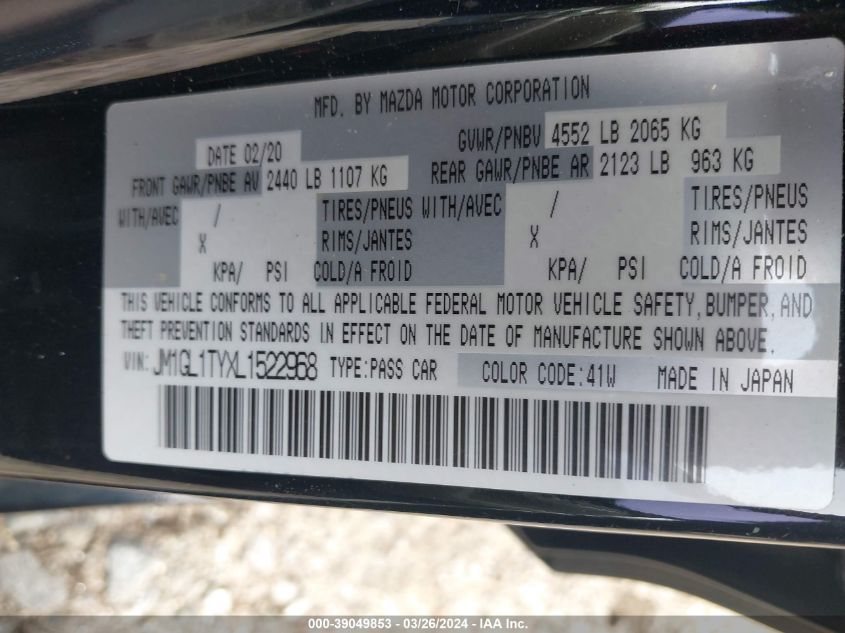 MFD. BY MAZDA MOTOR CORPORATION
DATE 02/20 GVWR/PNBV 4552 LB 2065 KG
FRONT GAWR/PNBE AV 2440 LB 1107 KG REAR GAWR/PNBE AR 2123 LB 963 KG
WITH/AVEC / TIRES/PNEUS WITH/AVEC / TIRES/PNEUS
X RIMS/JANTES X RIMS/JANTES
KPA/ PSI COLD/A FROID KPA/ PSI COLD/A FROID
THIS VEHICLE CONFORMS TO ALL APPLICABLE FEDERAL MOTOR VEHICLE SAFETY, BUMPER, AND
THEFT PREVENTION STANDARDS IN EFFECT ON THE DATE OF MANUFACTURE SHOWN ABOVE.
VIN: JM1GL1TYXL1522968 TYPE:PASS CAR COLOR CODE:41W MADE IN JAPAN
000-39049853 / 03/26/2024 / IAA Inc.